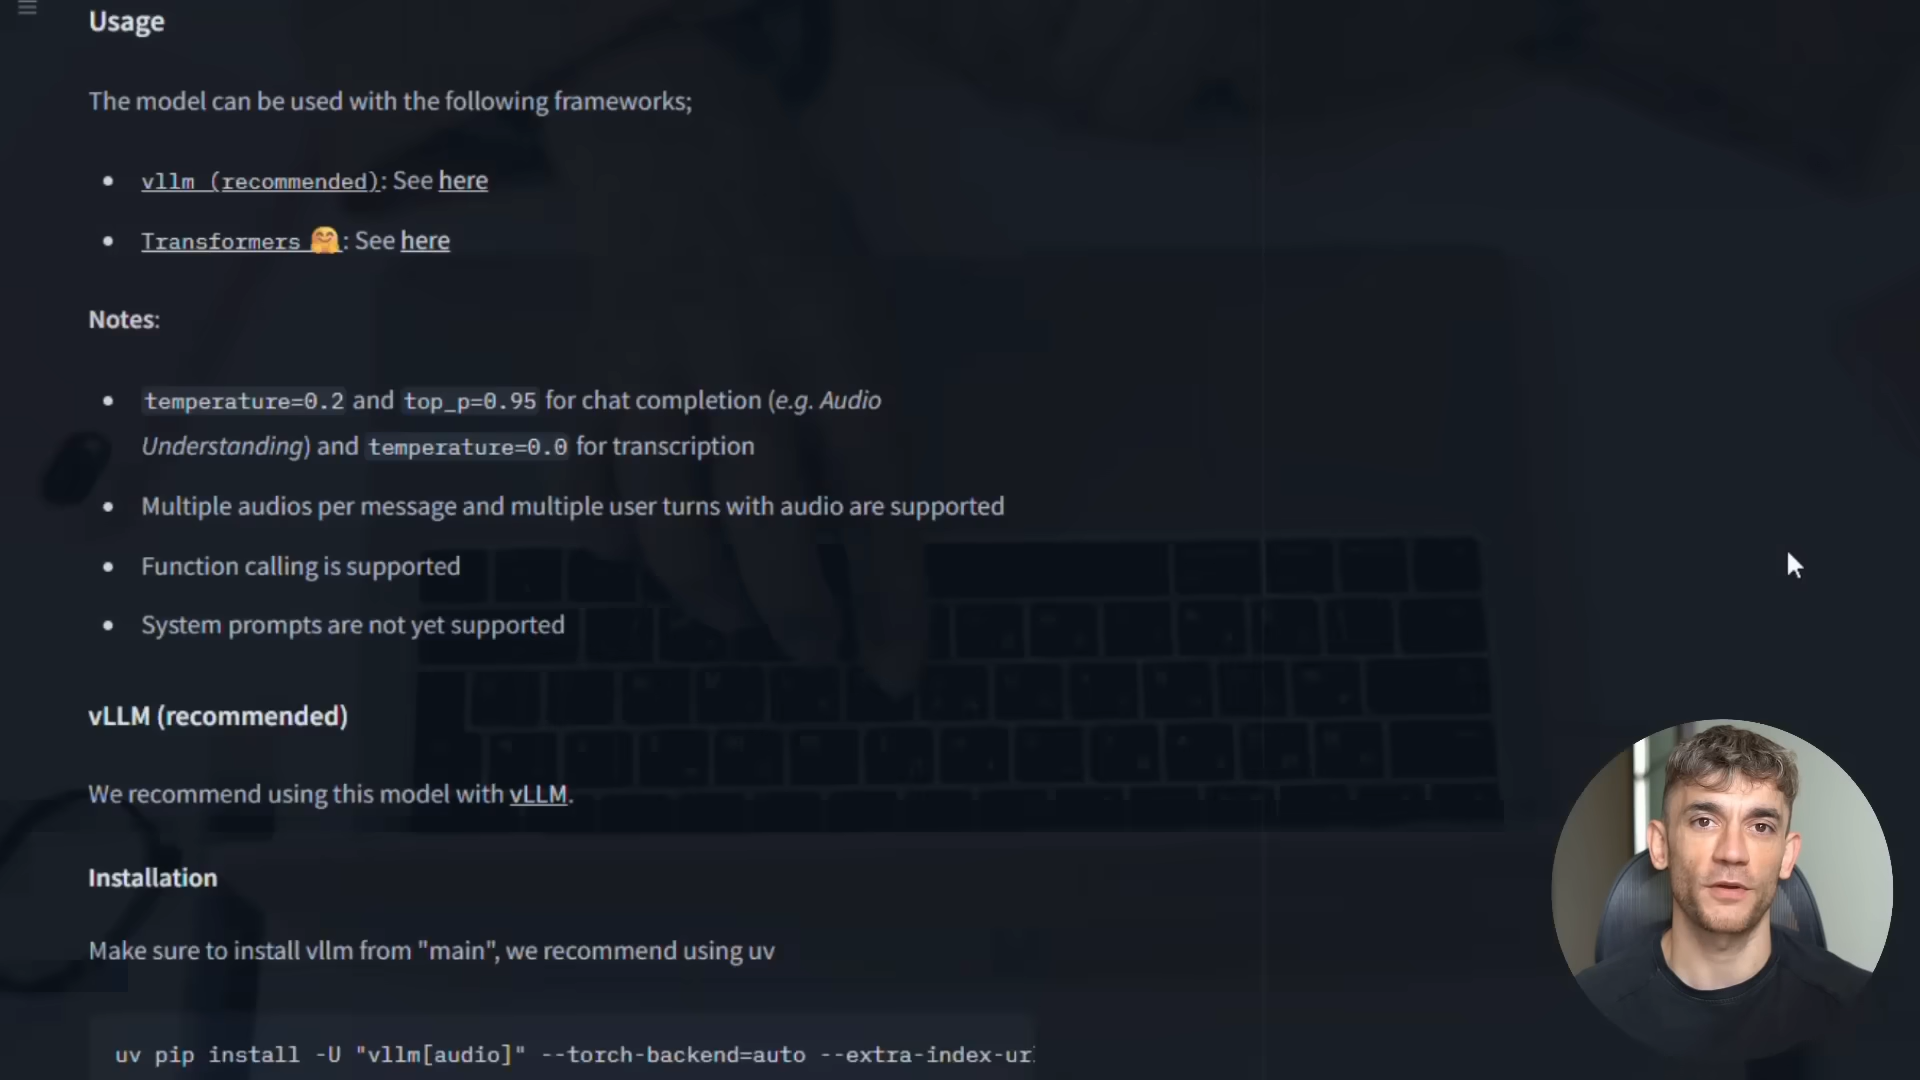 Usage
The model can be used with the following frameworks;
vllm (recommended): See here
Transformers 🤗: See here
Notes:
temperature=0.2 and top_p=0.95 for chat completion (e.g. Audio
Understanding) and temperature=0.0 for transcription
Multiple audios per message and multiple user turns with audio are supported
Function calling is supported
System prompts are not yet supported
vLLM (recommended)
We recommend using this model with vLLM.
Installation
Make sure to install vllm from "main", we recommend using uv
uv pip install -U "vllm[audio]" --torch-backend=auto --extra-index-ur